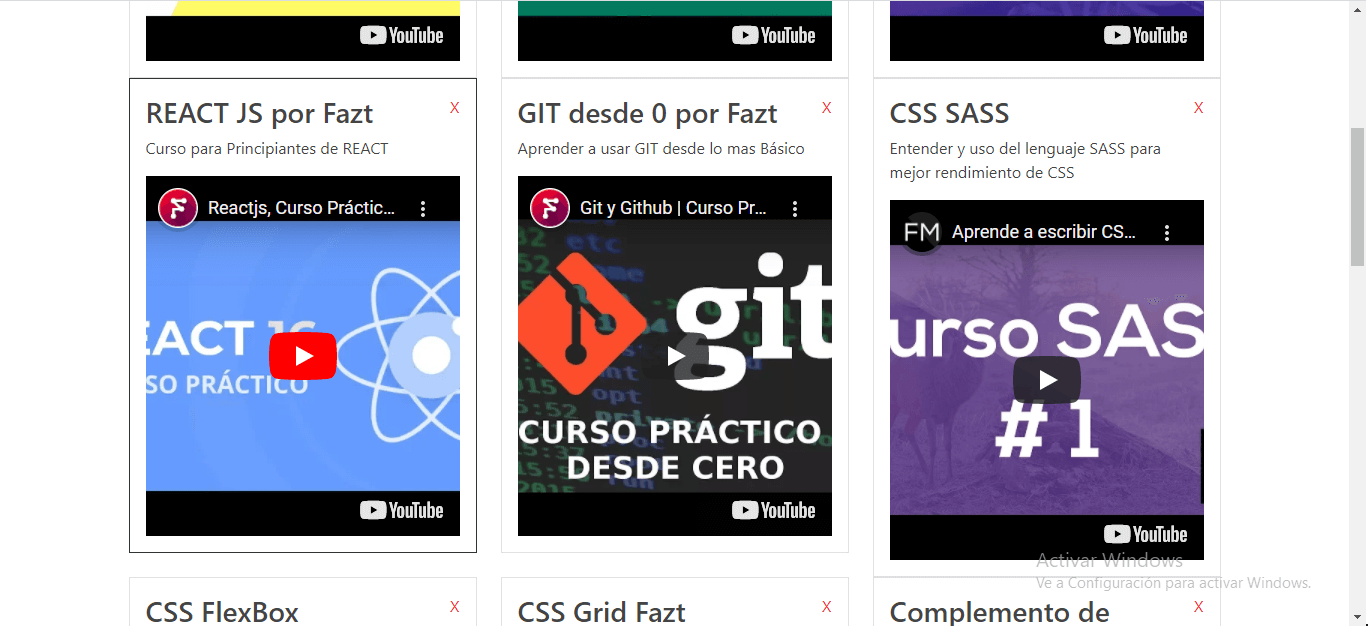 YouTube
YouTube
YouTube
REACT JS por Fazt
X
Curso para Principiantes de REACT
Reactjs, Curso Práctic...
EACT 16
SO PRÁCTICO
YouTube
GIT desde 0 por Fazt
X
Aprender a usar GIT desde lo mas Básico
Git y Github | Curso Pr...
etc
git
opt
CURSO PRÁCTICO
DESDE CERO
YouTube
CSS SASS
X
Entender y uso del lenguaje SASS para
mejor rendimiento de CSS
FM
Aprende a escribir CS...
urso SAS
#1
YouTube
Activar Windows
Ve a Configuración para activar Windows.
CSS FlexBox
X
CSS Grid Fazt
X
Complemento de
X